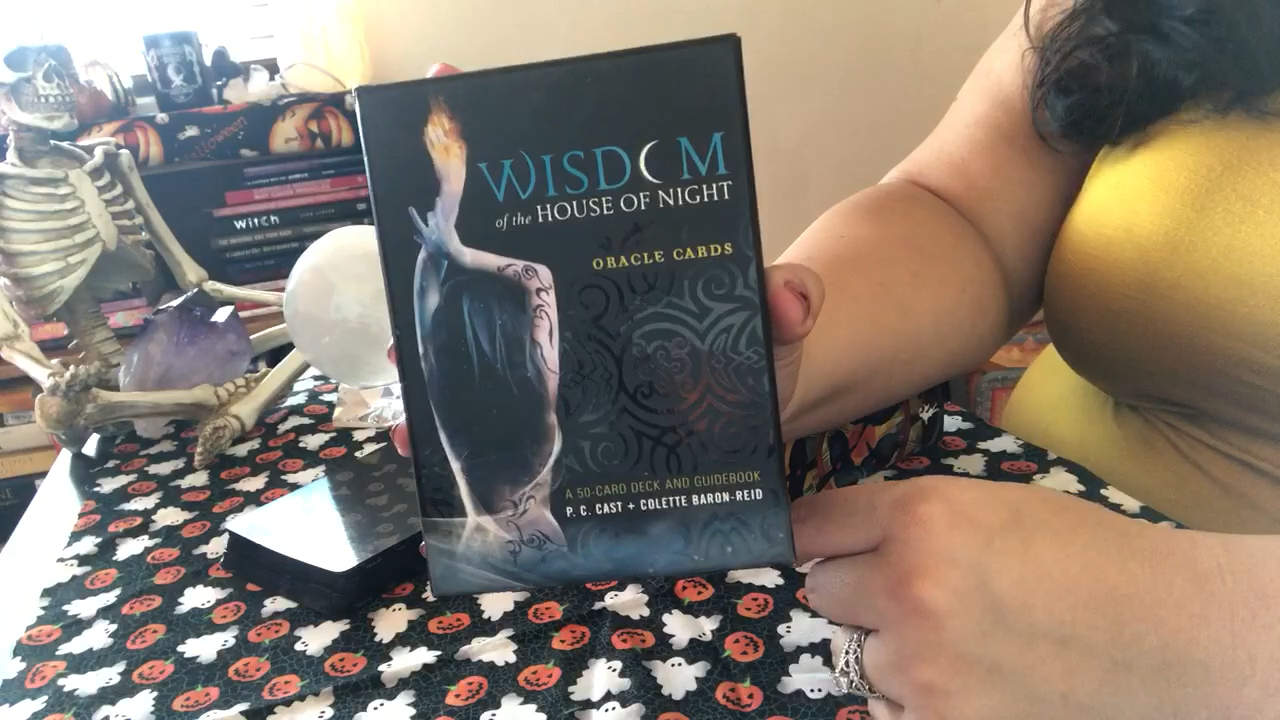 Halloween
WITCH
WISDOM
of the HOUSE OF NIGHT
ORACLE CARDS
A 50-CARD DECK AND GUIDEBOOK
P. C. CAST + COLETTE BARON-REID